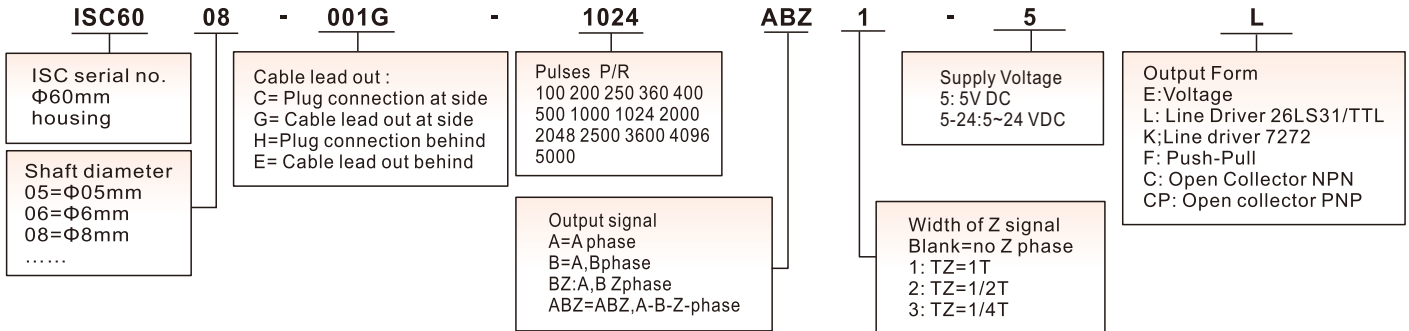 ISC60 08 - 001G - 1024 ABZ 1 - 5 L
ISC serial no.
Φ60mm
housing
Shaft diameter
05=Φ05mm
06=Φ6mm
08=Φ8mm
......
Cable lead out :
C= Plug connection at side
G= Cable lead out at side
H=Plug connection behind
E= Cable lead out behind
Pulses P/R
100 200 250 360 400
500 1000 1024 2000
2048 2500 3600 4096
5000
Output signal
A=A phase
B=A,Bphase
BZ:A,B Zphase
ABZ=ABZ,A-B-Z-phase
Supply Voltage
5: 5V DC
5-24:5~24 VDC
Width of Z signal
Blank=no Z phase
1: TZ=1T
2: TZ=1/2T
3: TZ=1/4T
Output Form
E:Voltage
L: Line Driver 26LS31/TTL
K;Line driver 7272
F: Push-Pull
C: Open Collector NPN
CP: Open collector PNP